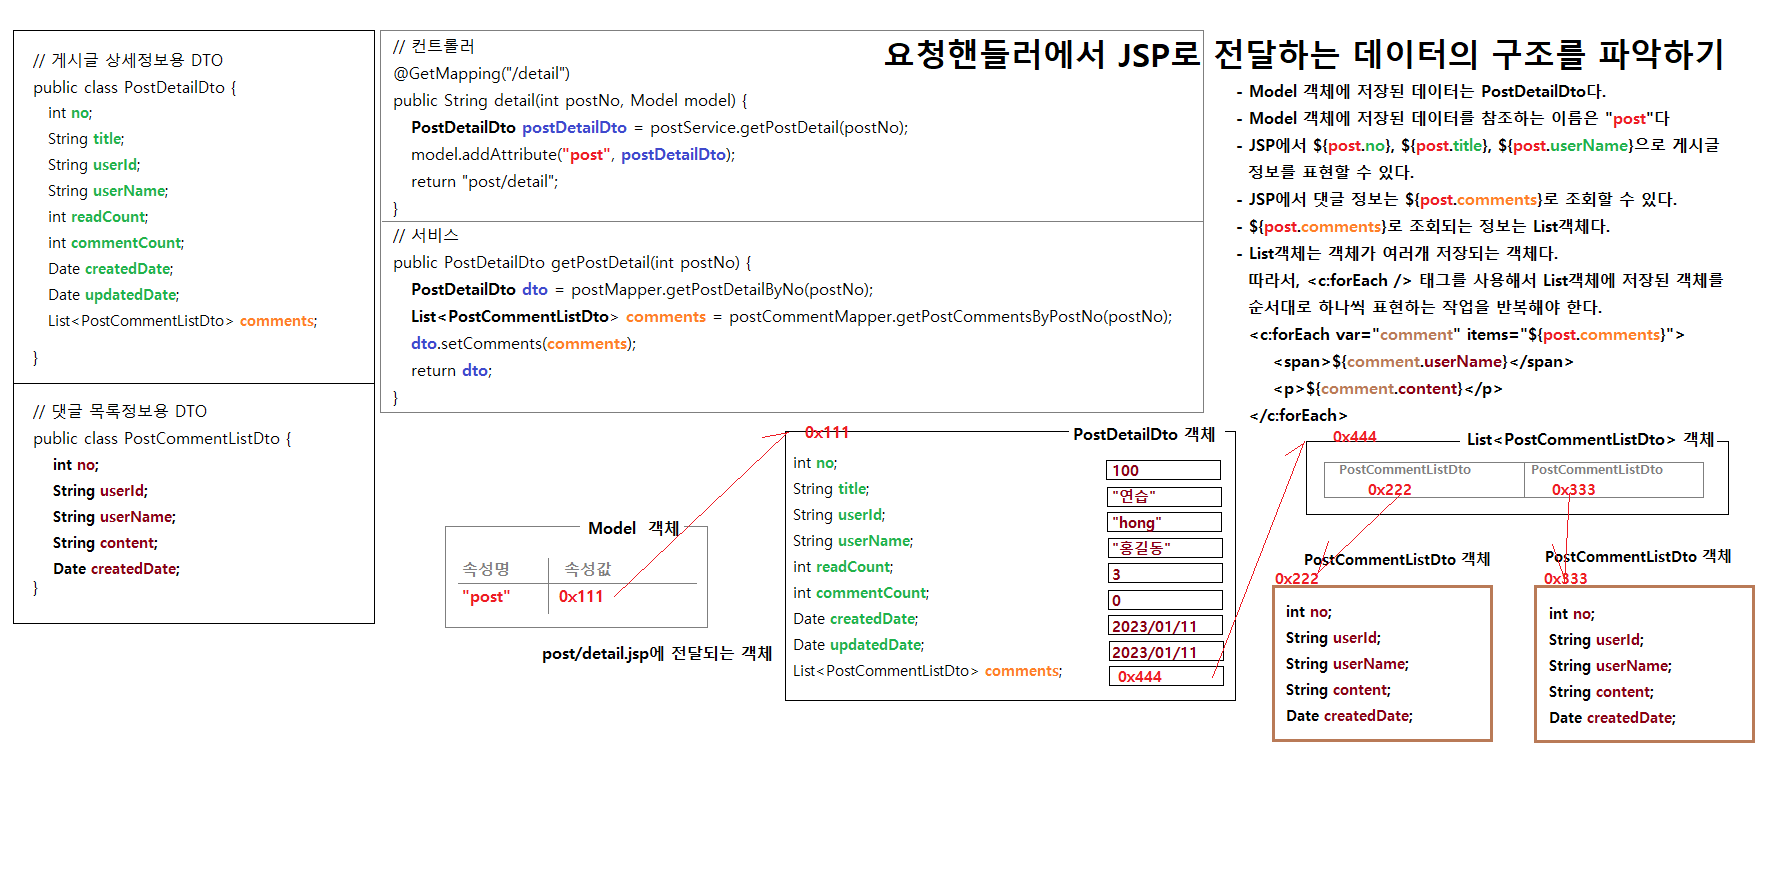 요청핸들러에서 JSP로 전달하는 데이터의 구조를 파악하기
// 게시글 상세정보용 DTO
public class PostDetailDto {
int no;
String title;
String userId;
String userName;
int readCount;
int commentCount;
Date createdDate;
Date updatedDate;
List<PostCommentListDto> comments;
}
// 댓글 목록정보용 DTO
public class PostCommentListDto {
int no;
String userId;
String userName;
String content;
Date createdDate;
}
// 컨트롤러
@GetMapping("/detail")
public String detail(int postNo, Model model) {
PostDetailDto postDetailDto = postService.getPostDetail(postNo);
model.addAttribute("post", postDetailDto);
return "post/detail";
}
// 서비스
public PostDetailDto getPostDetail(int postNo) {
PostDetailDto dto = postMapper.getPostDetailByNo(postNo);
List<PostCommentListDto> comments = postCommentMapper.getPostCommentsByPostNo(postNo);
dto.setComments(comments);
return dto;
}
- Model 객체에 저장된 데이터는 PostDetailDto다.
- Model 객체에 저장된 데이터를 참조하는 이름은 "post"다
- JSP에서 ${post.no}, ${post.title}, ${post.userName}으로 게시글
정보를 표현할 수 있다.
- JSP에서 댓글 정보는 ${post.comments}로 조회할 수 있다.
- ${post.comments}로 조회되는 정보는 List객체다.
- List객체는 객체가 여러개 저장되는 객체다.
따라서, <c:forEach /> 태그를 사용해서 List객체에 저장된 객체를
순서대로 하나씩 표현하는 작업을 반복해야 한다.
<c:forEach var="comment" items="${post.comments}">
<span>${comment.userName}</span>
<p>${comment.content}</p>
</c:forEach>
Model 객체
속성명 속성값
"post" 0x111
post/detail.jsp에 전달되는 객체
0x111 PostDetailDto 객체
int no; 100
String title; "연습"
String userId; "hong"
String userName; "홍길동"
int readCount; 3
int commentCount; 0
Date createdDate; 2023/01/11
Date updatedDate; 2023/01/11
List<PostCommentListDto> comments; 0x444
0x444 List<PostCommentListDto> 객체
PostCommentListDto PostCommentListDto
0x222 0x333
PostCommentListDto 객체
0x222
int no;
String userId;
String userName;
String content;
Date createdDate;
PostCommentListDto 객체
0x333
int no;
String userId;
String userName;
String content;
Date createdDate;